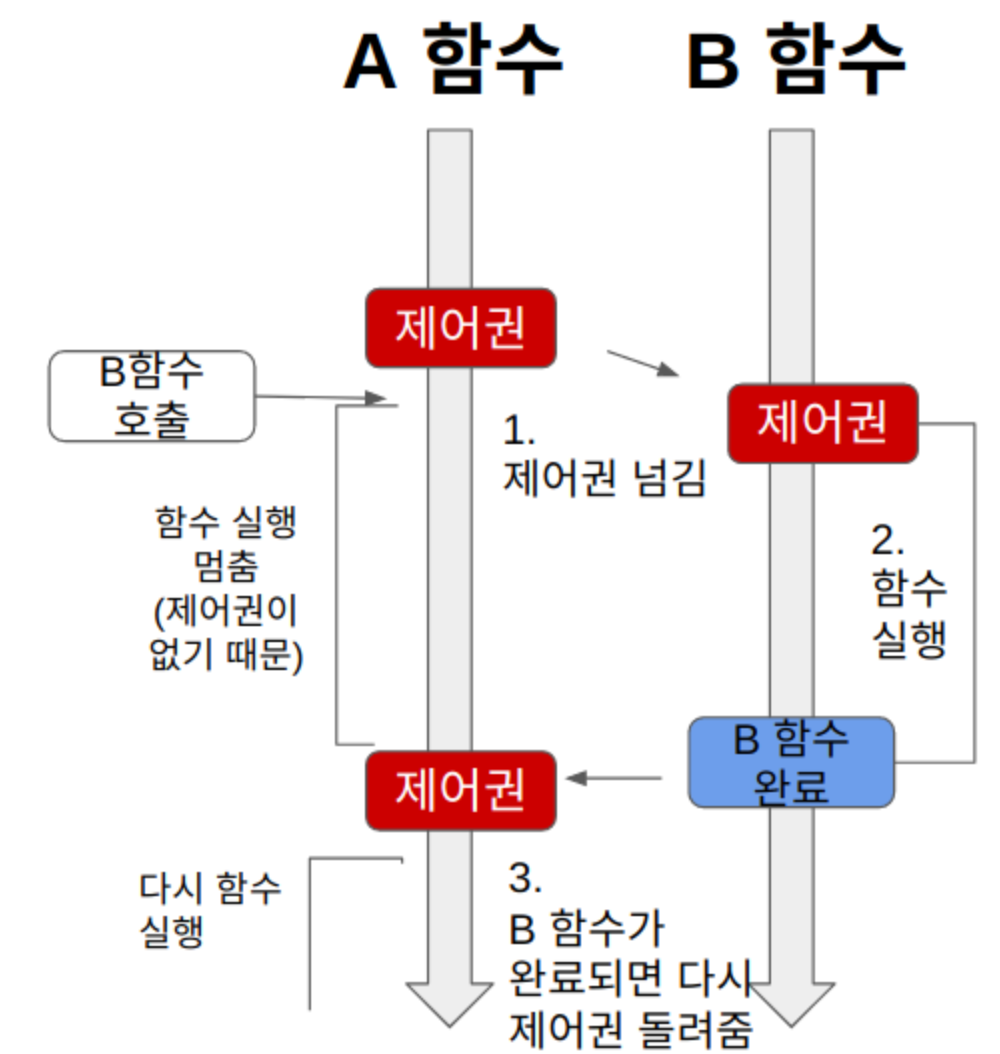 A 함수
B 함수
제어권
B함수
호출
제어권
1.
제어권 넘김
함수 실행
멈춤
(제어권이
없기 때문)
2.
함수
실행
B 함수
완료
제어권
다시 함수
실행
3.
B 함수가
완료되면 다시
제어권 돌려줌